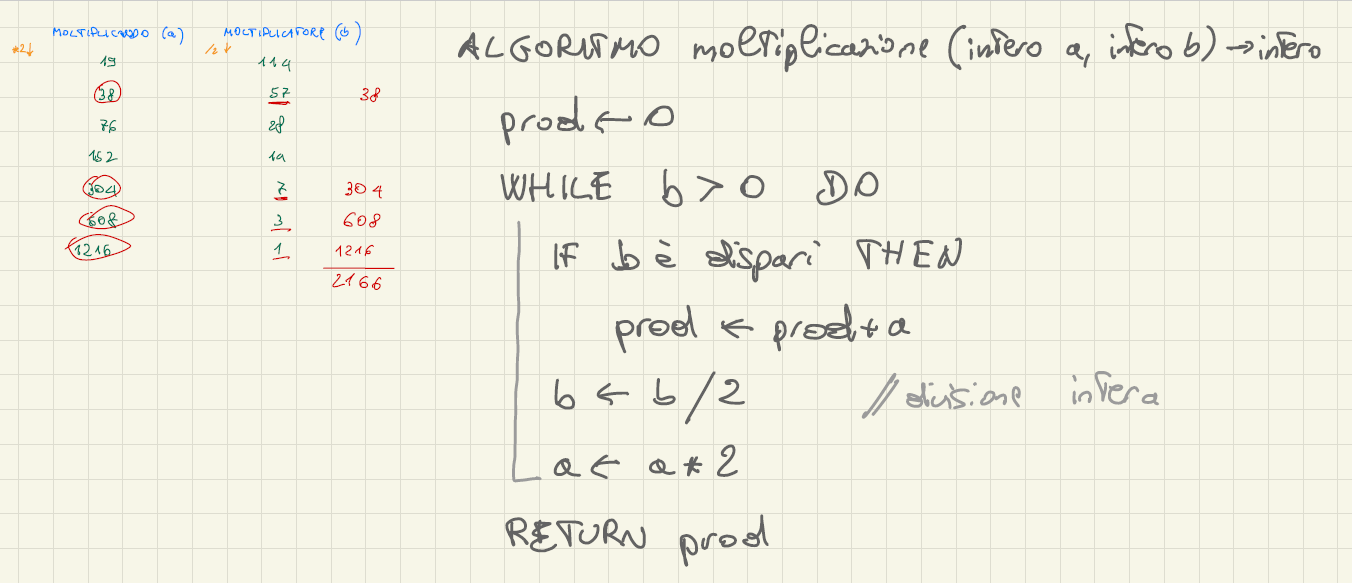 MOLTIPLICANDO (a) MOLTIPLICATORE (b)
*2↓ /2↓
19 114
38 57 38
76 28
152 14
304 7 304
608 3 608
1216 1 1216
2166
ALGORITMO moltiplicazione (intero a, intero b) → intero
prod ← 0
WHILE b > 0 DO
IF b è dispari THEN
prod ← prod + a
b ← b / 2 // divisione intera
a ← a * 2
RETURN prod